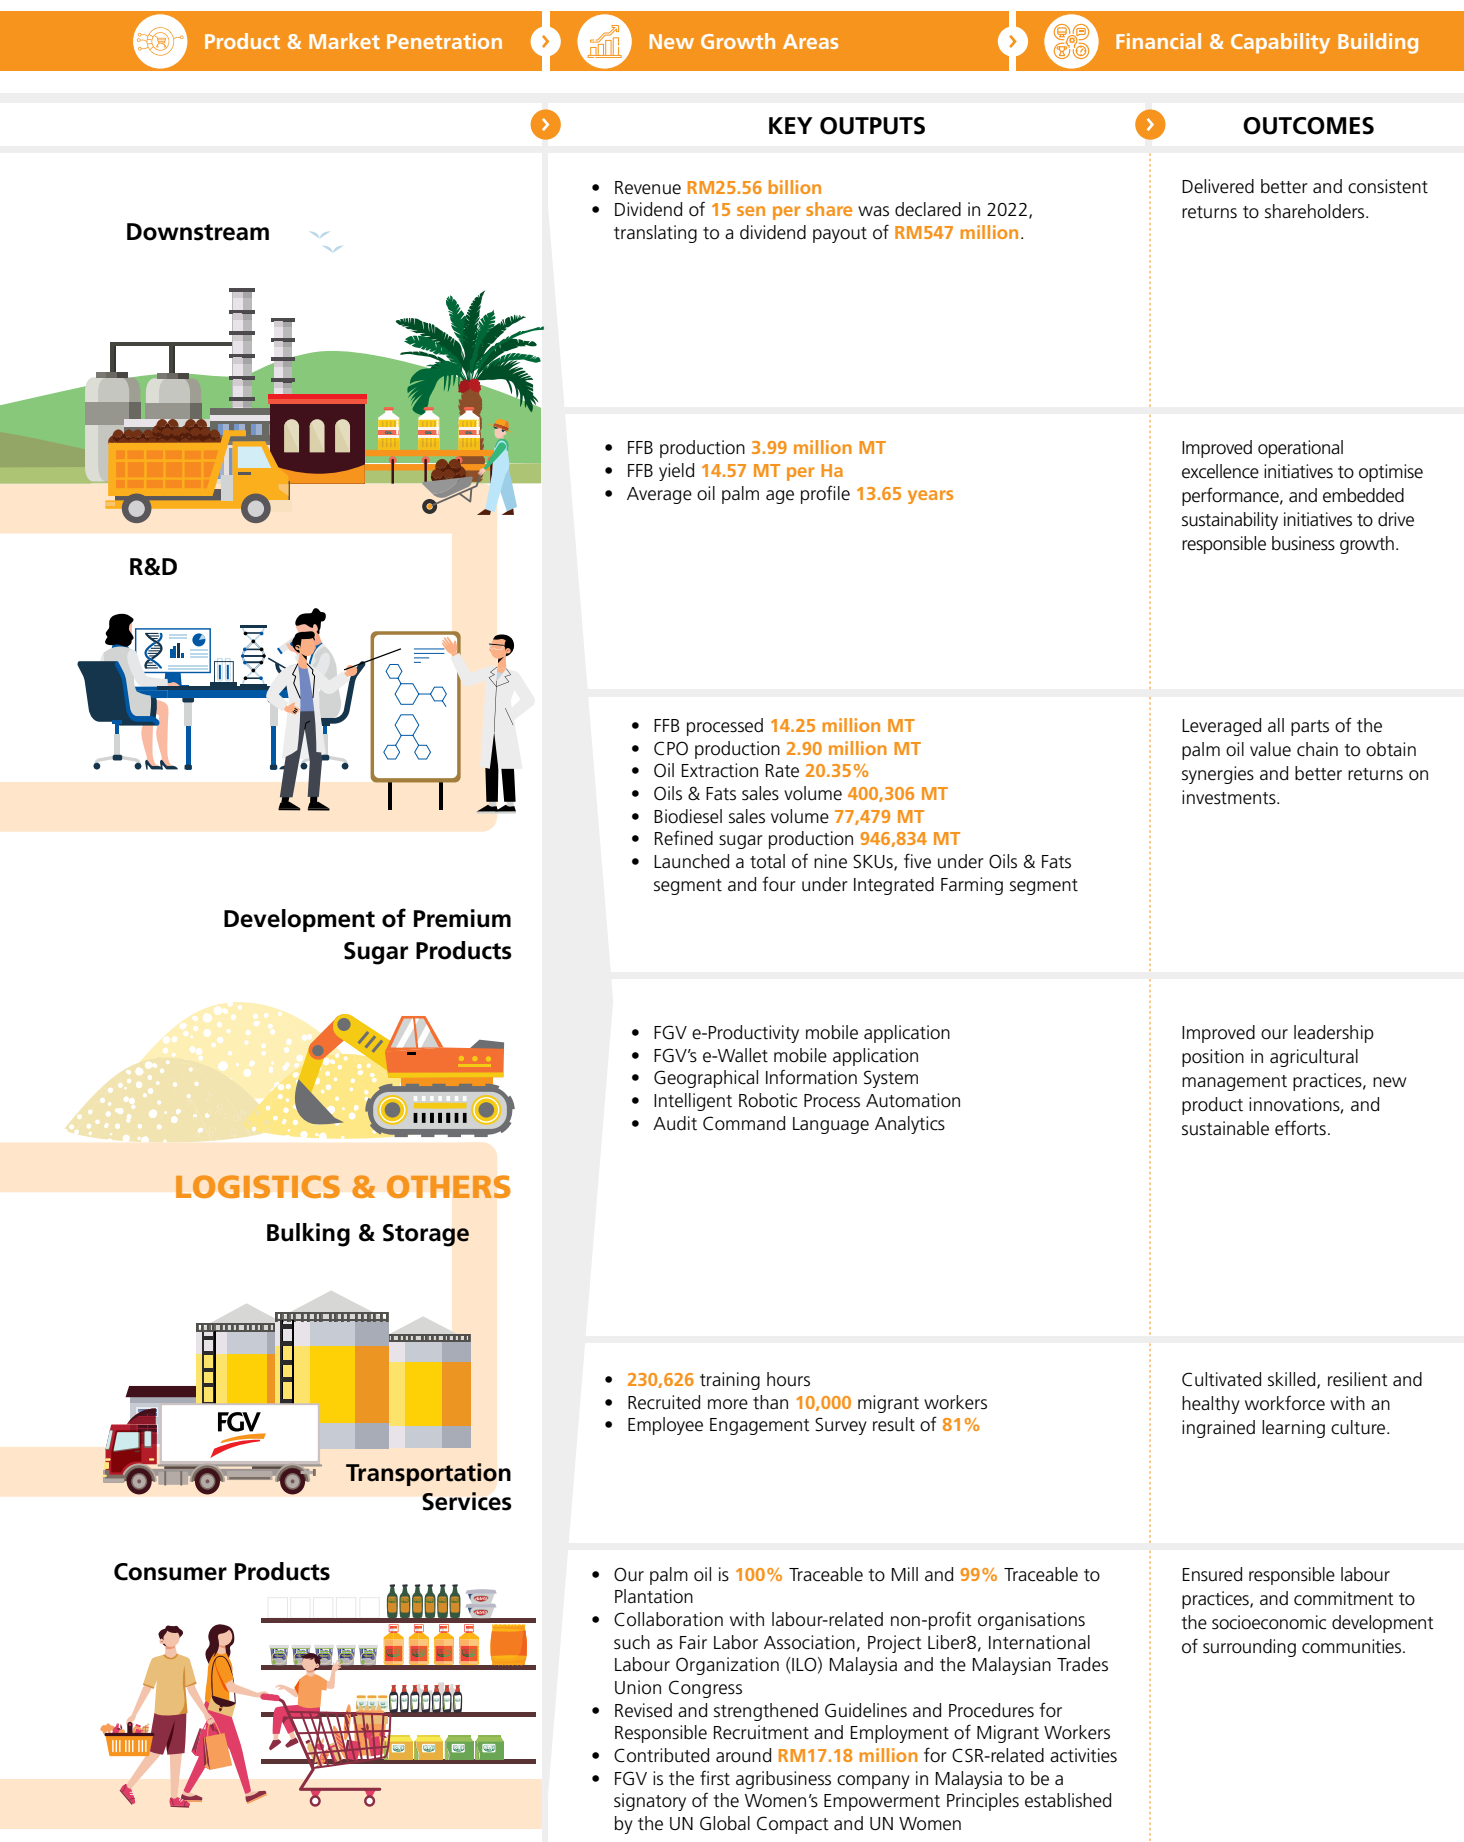 Product & Market Penetration
New Growth Areas
Financial & Capability Building
KEY OUTPUTS
OUTCOMES
Downstream
• Revenue RM25.56 billion
• Dividend of 15 sen per share was declared in 2022,
translating to a dividend payout of RM547 million.
Delivered better and consistent
returns to shareholders.
• FFB production 3.99 million MT
• FFB yield 14.57 MT per Ha
• Average oil palm age profile 13.65 years
Improved operational
excellence initiatives to optimise
performance, and embedded
sustainability initiatives to drive
responsible business growth.
R&D
• FFB processed 14.25 million MT
• CPO production 2.90 million MT
• Oil Extraction Rate 20.35%
• Oils & Fats sales volume 400,306 MT
• Biodiesel sales volume 77,479 MT
• Refined sugar production 946,834 MT
• Launched a total of nine SKUs, five under Oils & Fats
segment and four under Integrated Farming segment
Leveraged all parts of the
palm oil value chain to obtain
synergies and better returns on
investments.
Development of Premium
Sugar Products
• FGV e-Productivity mobile application
• FGV's e-Wallet mobile application
• Geographical Information System
• Intelligent Robotic Process Automation
• Audit Command Language Analytics
Improved our leadership
position in agricultural
management practices, new
product innovations, and
sustainable efforts.
LOGISTICS & OTHERS
Bulking & Storage
FGV
Transportation
Services
• 230,626 training hours
• Recruited more than 10,000 migrant workers
• Employee Engagement Survey result of 81%
Cultivated skilled, resilient and
healthy workforce with an
ingrained learning culture.
Consumer Products
• Our palm oil is 100% Traceable to Mill and 99% Traceable to
Plantation
• Collaboration with labour-related non-profit organisations
such as Fair Labor Association, Project Liber8, International
Labour Organization (ILO) Malaysia and the Malaysian Trades
Union Congress
• Revised and strengthened Guidelines and Procedures for
Responsible Recruitment and Employment of Migrant Workers
• Contributed around RM17.18 million for CSR-related activities
• FGV is the first agribusiness company in Malaysia to be a
signatory of the Women's Empowerment Principles established
by the UN Global Compact and UN Women
Ensured responsible labour
practices, and commitment to
the socioeconomic development
of surrounding communities.